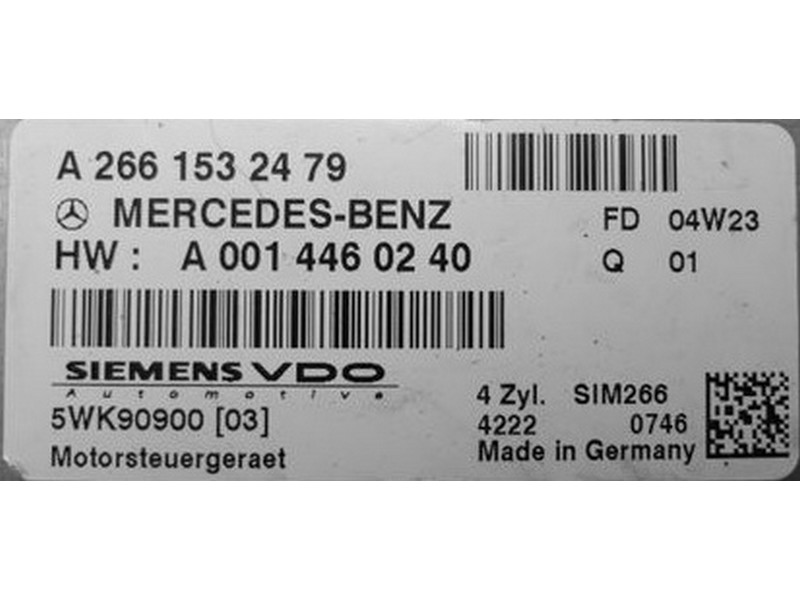 A 266 153 24 79
MERCEDES-BENZ FD 04W23
HW : A 001 446 02 40 Q 01
SIEMENS VDO
Automotive
5WK90900 [03]
Motorsteuergeraet
4 Zyl. SIM266
4222 0746
Made in Germany